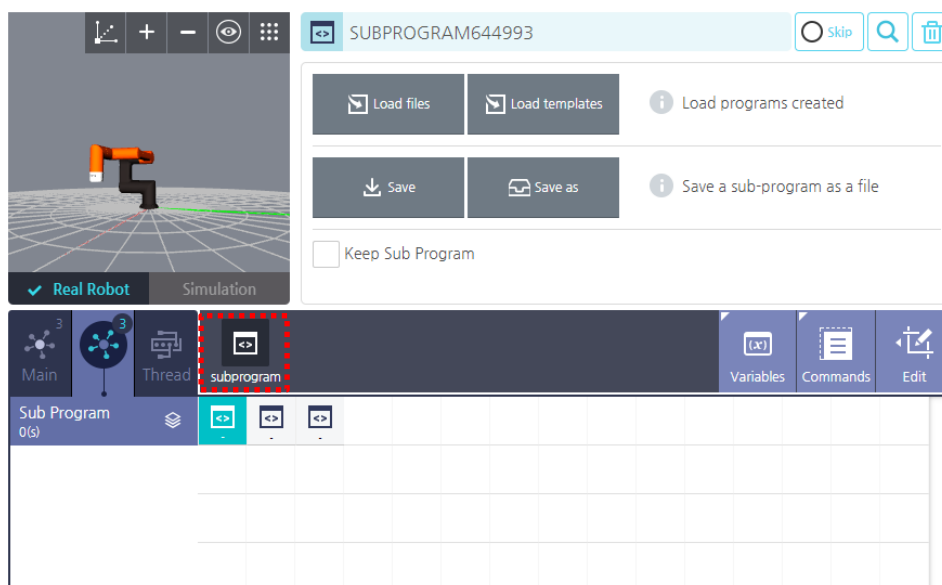 SUBPROGRAM644993
Skip
Load files
Load templates
Load programs created
Save
Save as
Save a sub-program as a file
Keep Sub Program
Real Robot
Simulation
3
Main
3
Thread
subprogram
(x)
Variables
Commands
Edit
Sub Program
0(s)
- - -